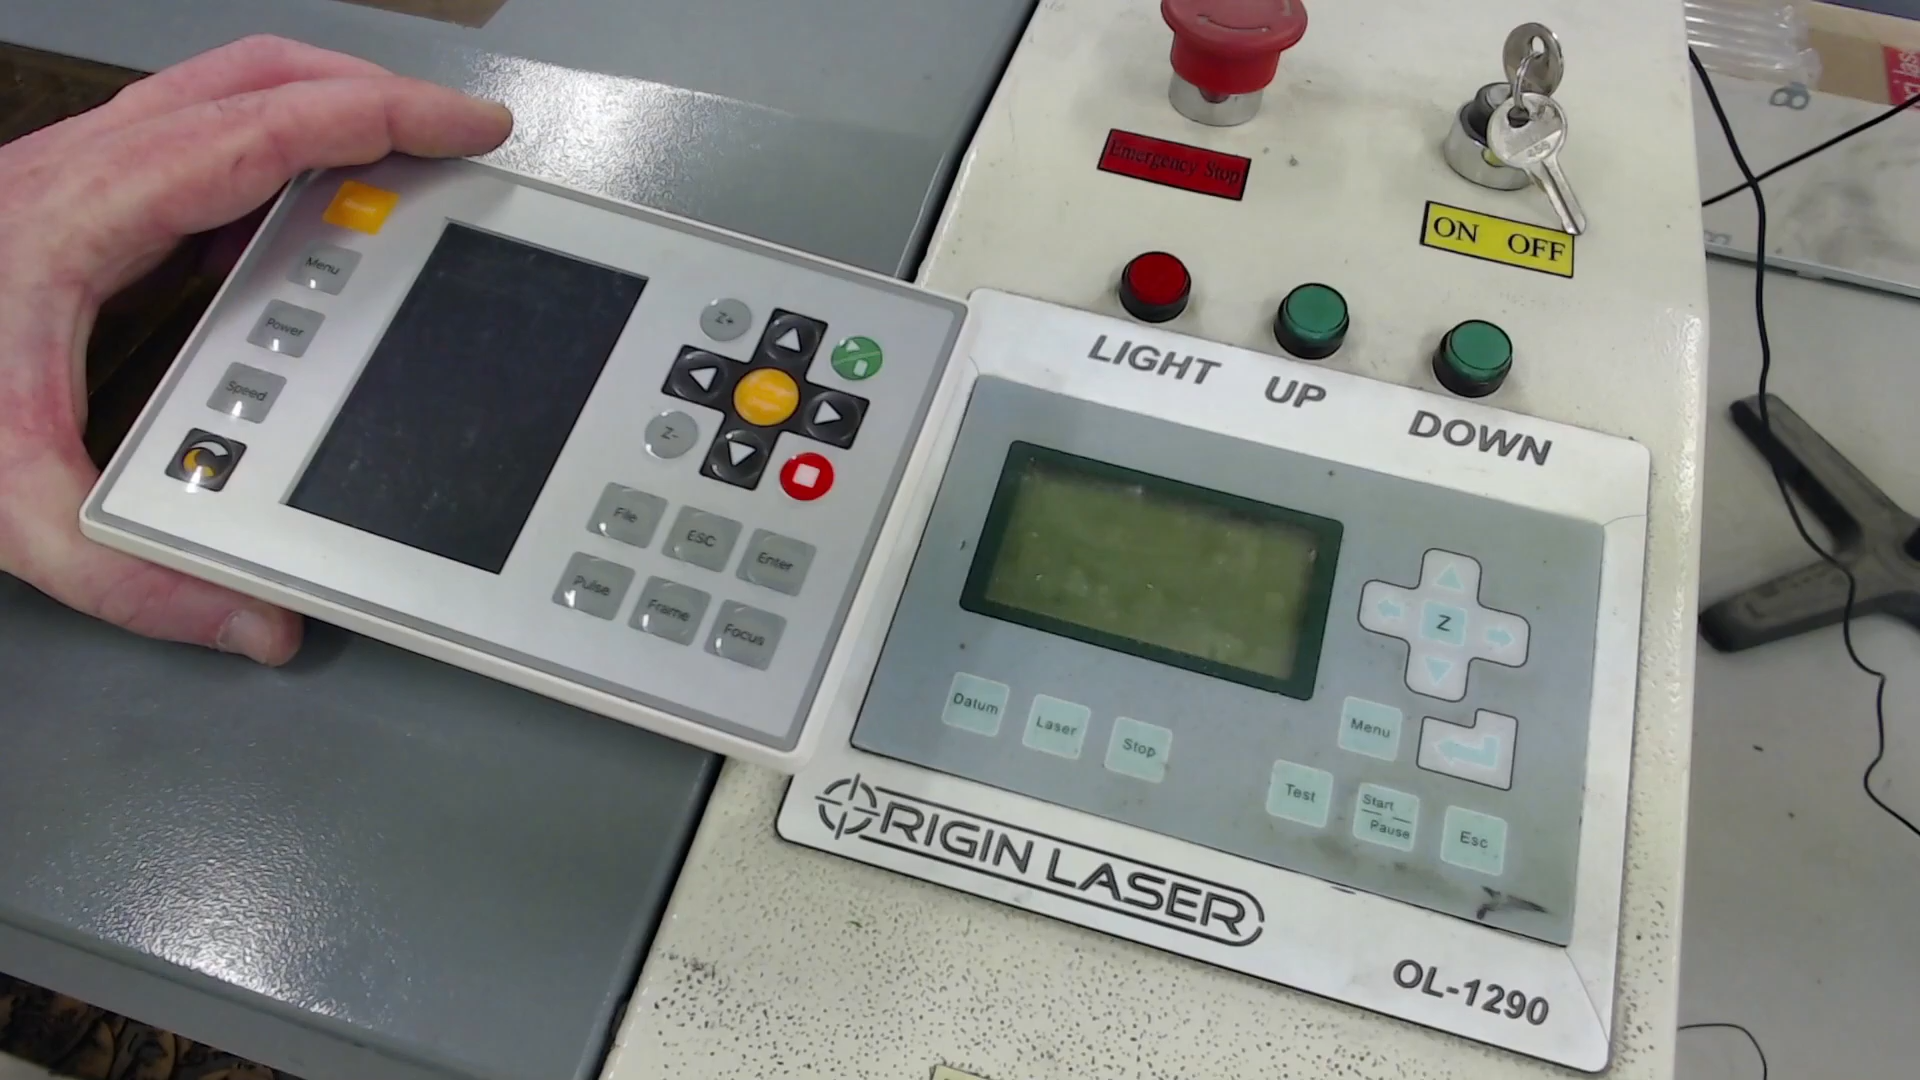 Emergency Stop
ON OFF
Reset
Menu
Power
Speed
Z+
Z-
File
ESC
Enter
Pulse
Frame
Focus
LIGHT
UP
DOWN
Z
Datum
Laser
Stop
Menu
Test
Start
Pause
Esc
ORIGIN LASER
OL-1290